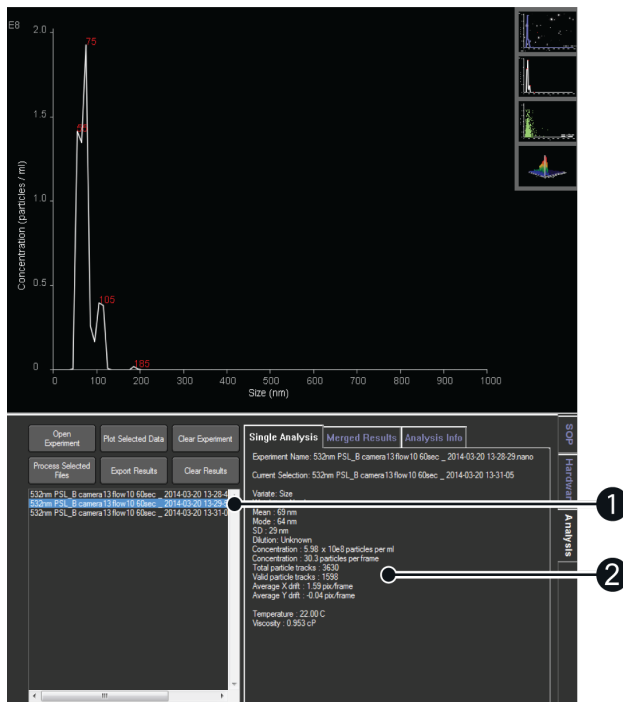 E8
2.0
75
1.5
Concentration (particles / ml)
1.0
0.5
105
185
0
0 100 200 300 400 500 600 700 800 900 1000
Size (nm)
Open Experiment
Plot Selected Data
Clear Experiment
Process Selected Files
Export Results
Clear Results
532nm PSL_B camera13 flow10 60sec _ 2014-03-20 13-28-4
532nm PSL_B camera13 flow10 60sec _ 2014-03-20 13-29-
532nm PSL_B camera13 flow10 60sec _ 2014-03-20 13-31-0
Single Analysis Merged Results Analysis Info
Experiment Name: 532nm PSL_B camera13 flow10 60sec _ 2014-03-20 13-28-29.nano
Current Selection: 532nm PSL_B camera13 flow10 60sec _ 2014-03-20 13-31-05
Variate: Size
Mean : 69 nm
Mode : 64 nm
SD : 29 nm
Dilution: Unknown
Concentration : 5.98 x 10e8 particles per ml
Concentration : 30.3 particles per frame
Total particle tracks : 3630
Valid particle tracks : 1598
Average X drift : 1.59 pix/frame
Average Y drift : -0.04 pix/frame
Temperature : 22.00 C
Viscosity : 0.953 cP
SOP
Analysis
1
2